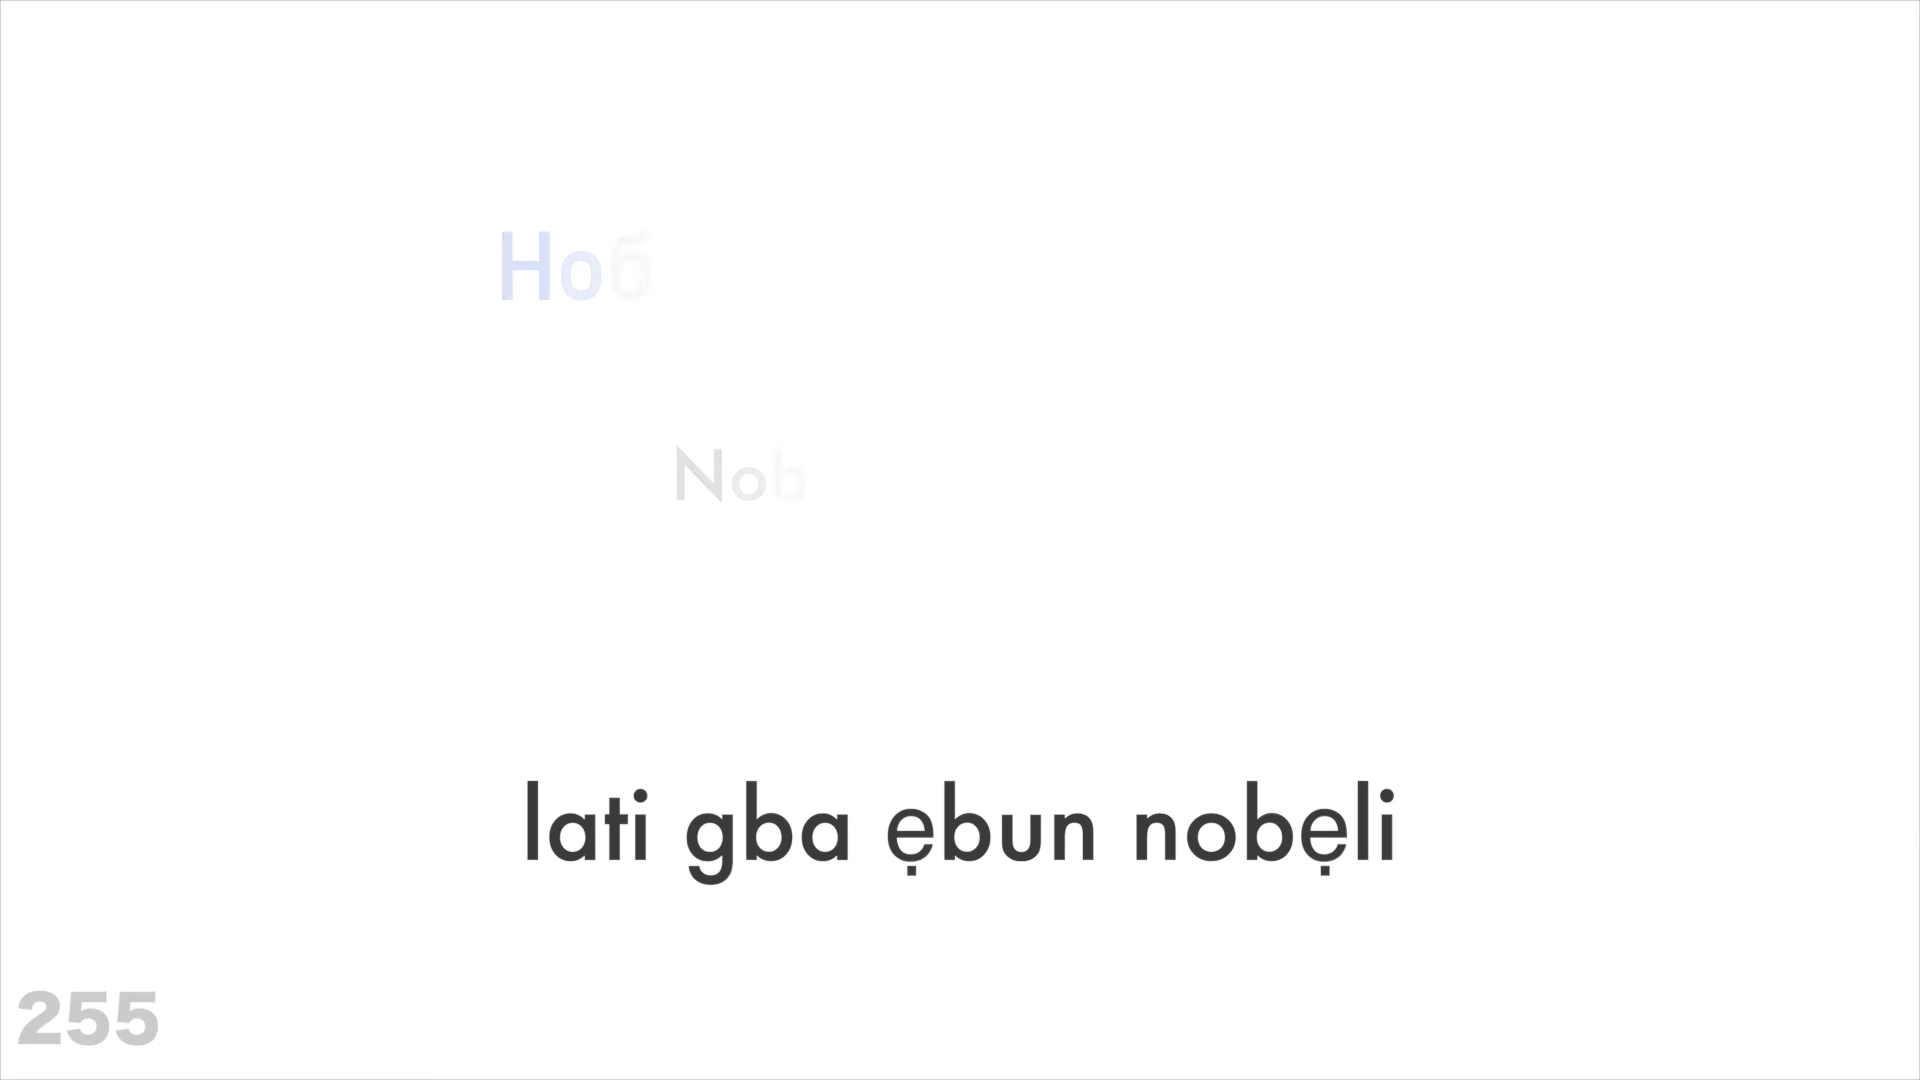 Ноб
Nob
lati gba ẹbun nobẹli
255